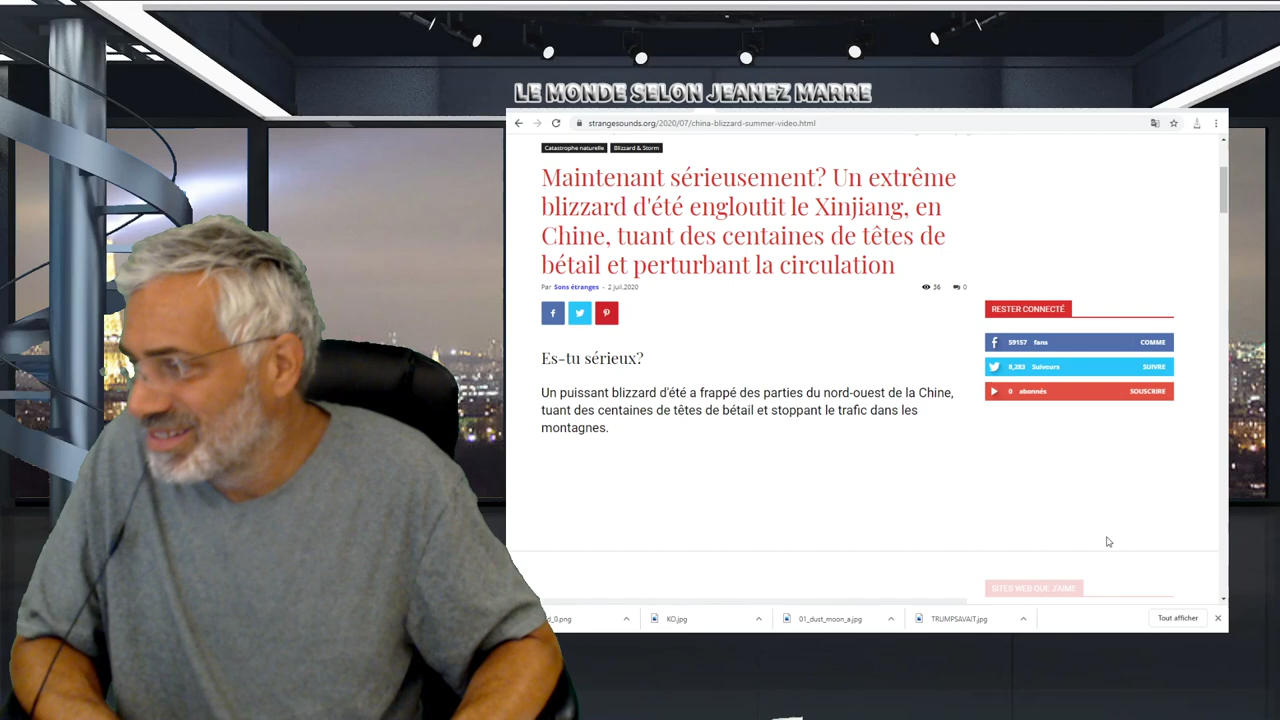 LE MONDE SELON JEANEZ MARRE
strangesounds.org/2020/07/china-blizzard-summer-video.html
Catastrophe naturelle
Blizzard & Storm
Maintenant sérieusement? Un extrême
blizzard d'été engloutit le Xinjiang, en
Chine, tuant des centaines de têtes de
bétail et perturbant la circulation
Par Sons étranges - 2 juil.2020
36
0
Es-tu sérieux?
Un puissant blizzard d'été a frappé des parties du nord-ouest de la Chine,
tuant des centaines de têtes de bétail et stoppant le trafic dans les
montagnes.
RESTER CONNECTÉ
59157 fans COMME
8,283 Suiveurs SUIVRE
0 abonnés SOUSCRIRE
SITES WEB QUE J'AIME
d_0.png
KO.jpg
01_dust_moon_a.jpg
TRUMPSAVAIT.jpg
Tout afficher